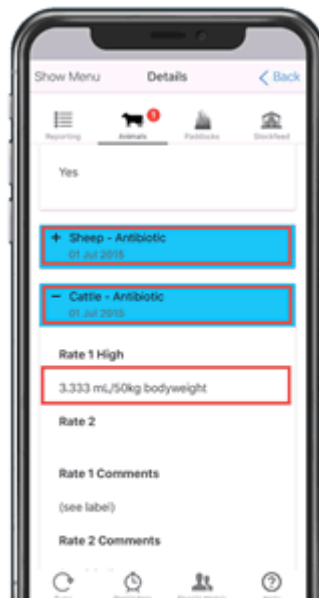 Show Menu Details < Back
1
Reporting Animals Paddocks Stockfeed
Yes
+ Sheep - Antibiotic
01 Jul 2015
− Cattle - Antibiotic
01 Jul 2015
Rate 1 High
3.333 mL/50kg bodyweight
Rate 2
Rate 1 Comments
(see label)
Rate 2 Comments